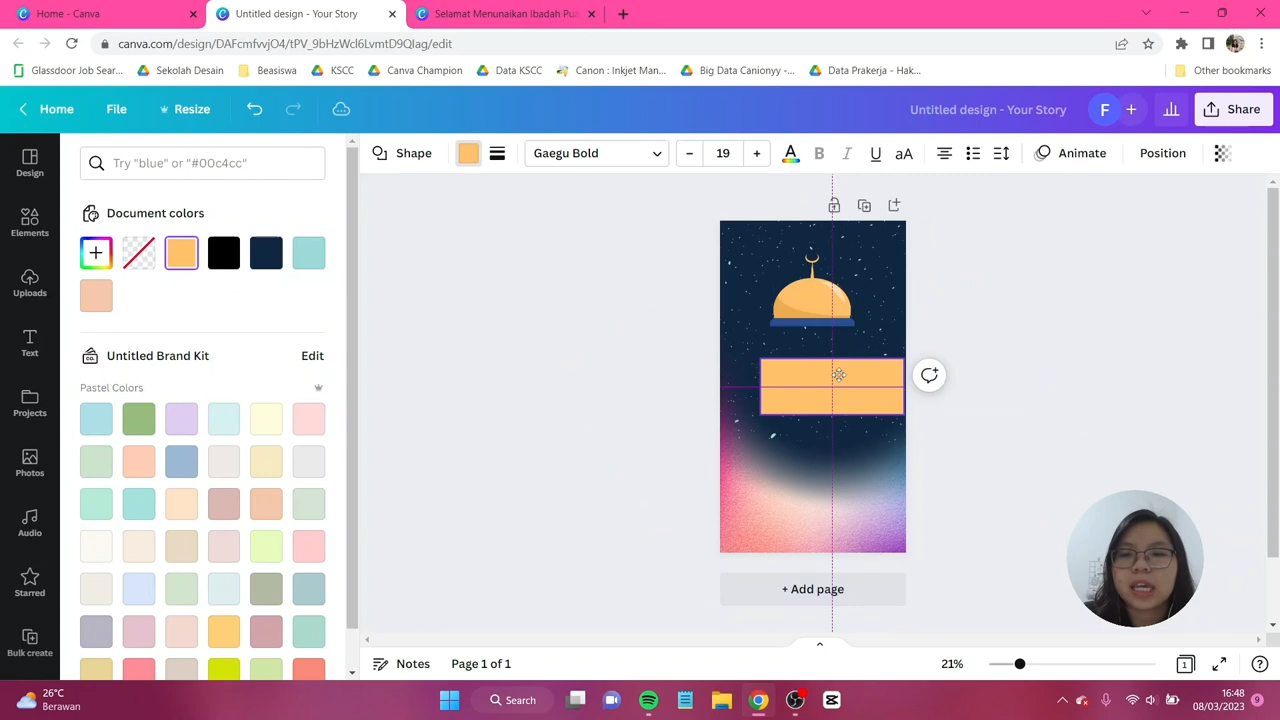 Home - Canva
Untitled design - Your Story
Selamat Menunaikan Ibadah Pua
canva.com/design/DAFcmfvvjO4/tPV_9bHzWcl6LvmtD9QIag/edit
Glassdoor Job Sear...
Sekolah Desain
Beasiswa
KSCC
Canva Champion
Data KSCC
Canon : Inkjet Man...
Big Data Canionyy -...
Data Prakerja - Hak...
Other bookmarks
Home
File
Resize
Untitled design - Your Story
F
Share
Try "blue" or "#00c4cc"
Shape
Gaegu Bold
19
A
B
I
U
aA
Animate
Position
Design
Elements
Uploads
Text
Projects
Photos
Audio
Starred
Bulk create
Document colors
Untitled Brand Kit
Edit
Pastel Colors
+ Add page
Notes
Page 1 of 1
21%
1
26°C
Berawan
Search
16:48
08/03/2023
9